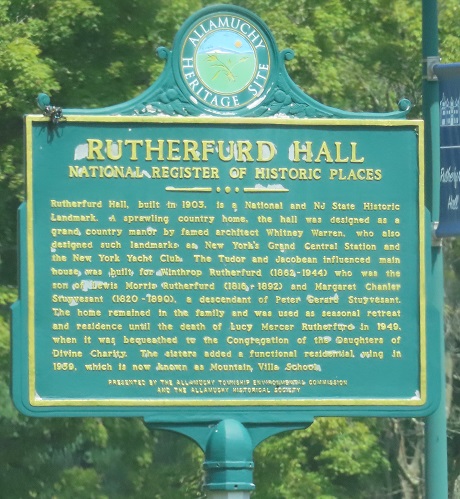 ALLAMUCHY
HERITAGE SITE
RUTHERFURD HALL
NATIONAL REGISTER OF HISTORIC PLACES
Rutherfurd Hall, built in 1903, is a National and NJ State Historic
Landmark. A sprawling country home, the hall was designed as a
grand country manor by famed architect Whitney Warren, who also
designed such landmarks as New York's Grand Central Station and
the New York Yacht Club. The Tudor and Jacobean influenced main
house was built for Winthrop Rutherfurd (1862-1944) who was the
son of Lewis Morris Rutherfurd (1816-1892) and Margaret Chanler
Stuyvesant (1820-1890), a descendant of Peter Gerard Stuyvesant.
The home remained in the family and was used as seasonal retreat
and residence until the death of Lucy Mercer Rutherfurd in 1949,
when it was bequeathed to the Congregation of the Daughters of
Divine Charity. The sisters added a functional residential wing in
1959, which is now known as Mountain Villa School.
PRESENTED BY THE ALLAMUCHY TOWNSHIP ENVIRONMENTAL COMMISSION
AND THE ALLAMUCHY HISTORICAL SOCIETY
Hall